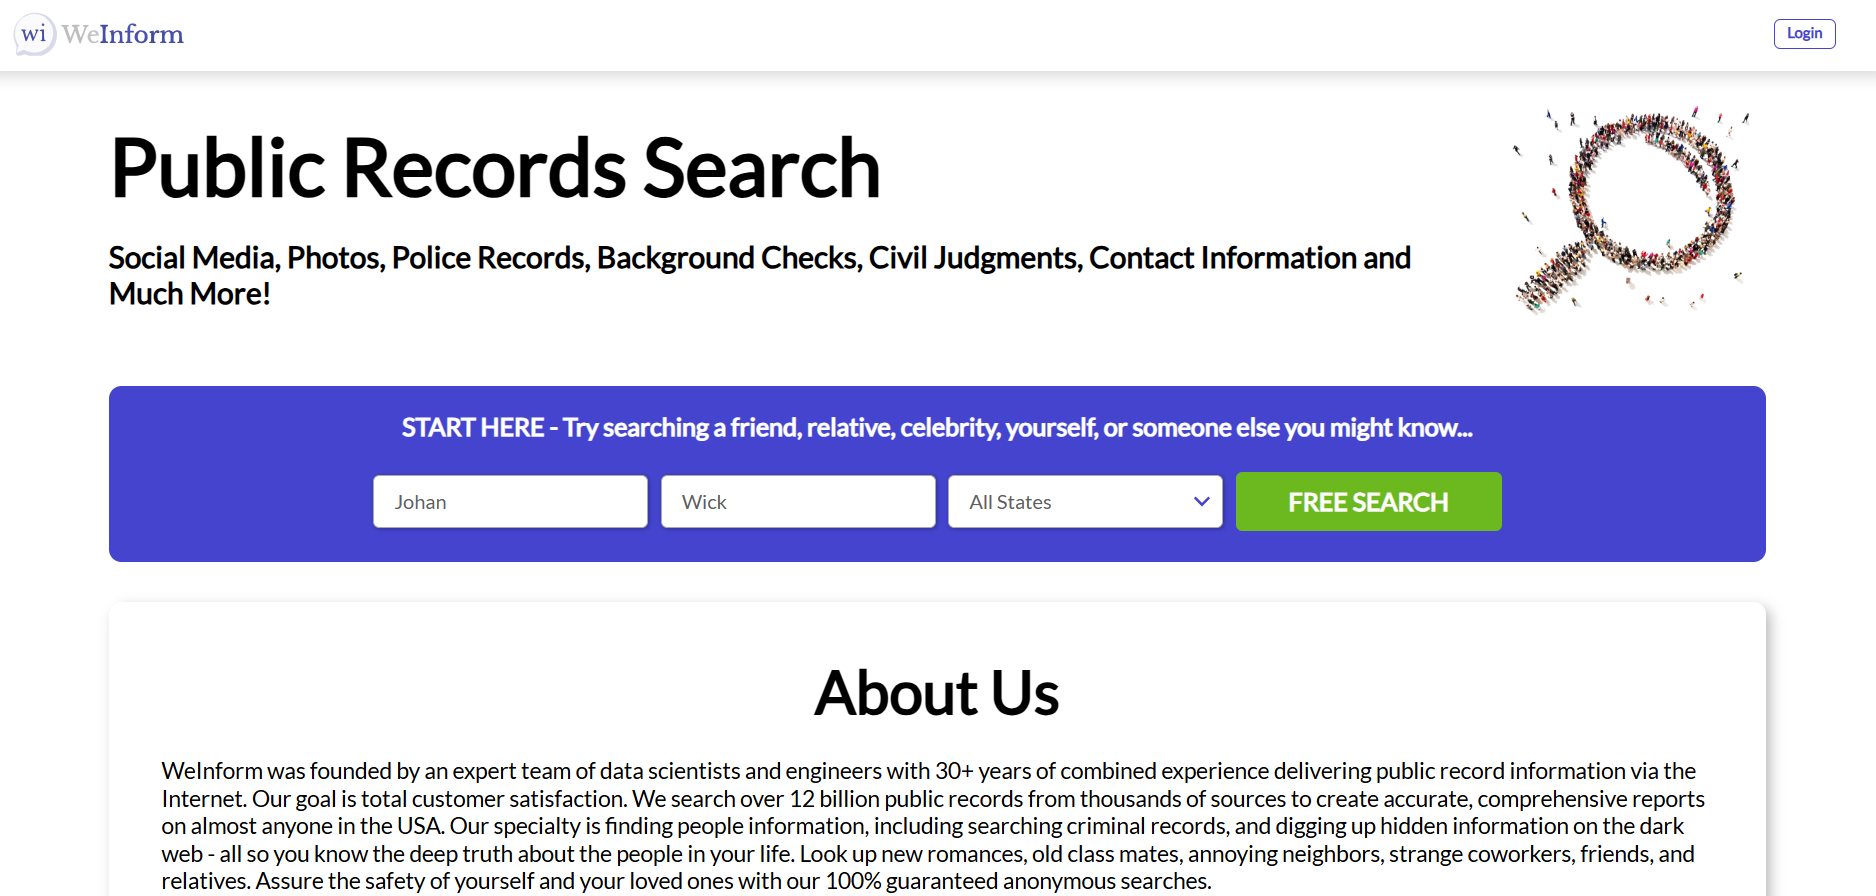 wi WeInform
Login
Public Records Search
Social Media, Photos, Police Records, Background Checks, Civil Judgments, Contact Information and
Much More!
START HERE - Try searching a friend, relative, celebrity, yourself, or someone else you might know...
Johan
Wick
All States
FREE SEARCH
About Us
WeInform was founded by an expert team of data scientists and engineers with 30+ years of combined experience delivering public record information via the
Internet. Our goal is total customer satisfaction. We search over 12 billion public records from thousands of sources to create accurate, comprehensive reports
on almost anyone in the USA. Our specialty is finding people information, including searching criminal records, and digging up hidden information on the dark
web - all so you know the deep truth about the people in your life. Look up new romances, old class mates, annoying neighbors, strange coworkers, friends, and
relatives. Assure the safety of yourself and your loved ones with our 100% guaranteed anonymous searches.